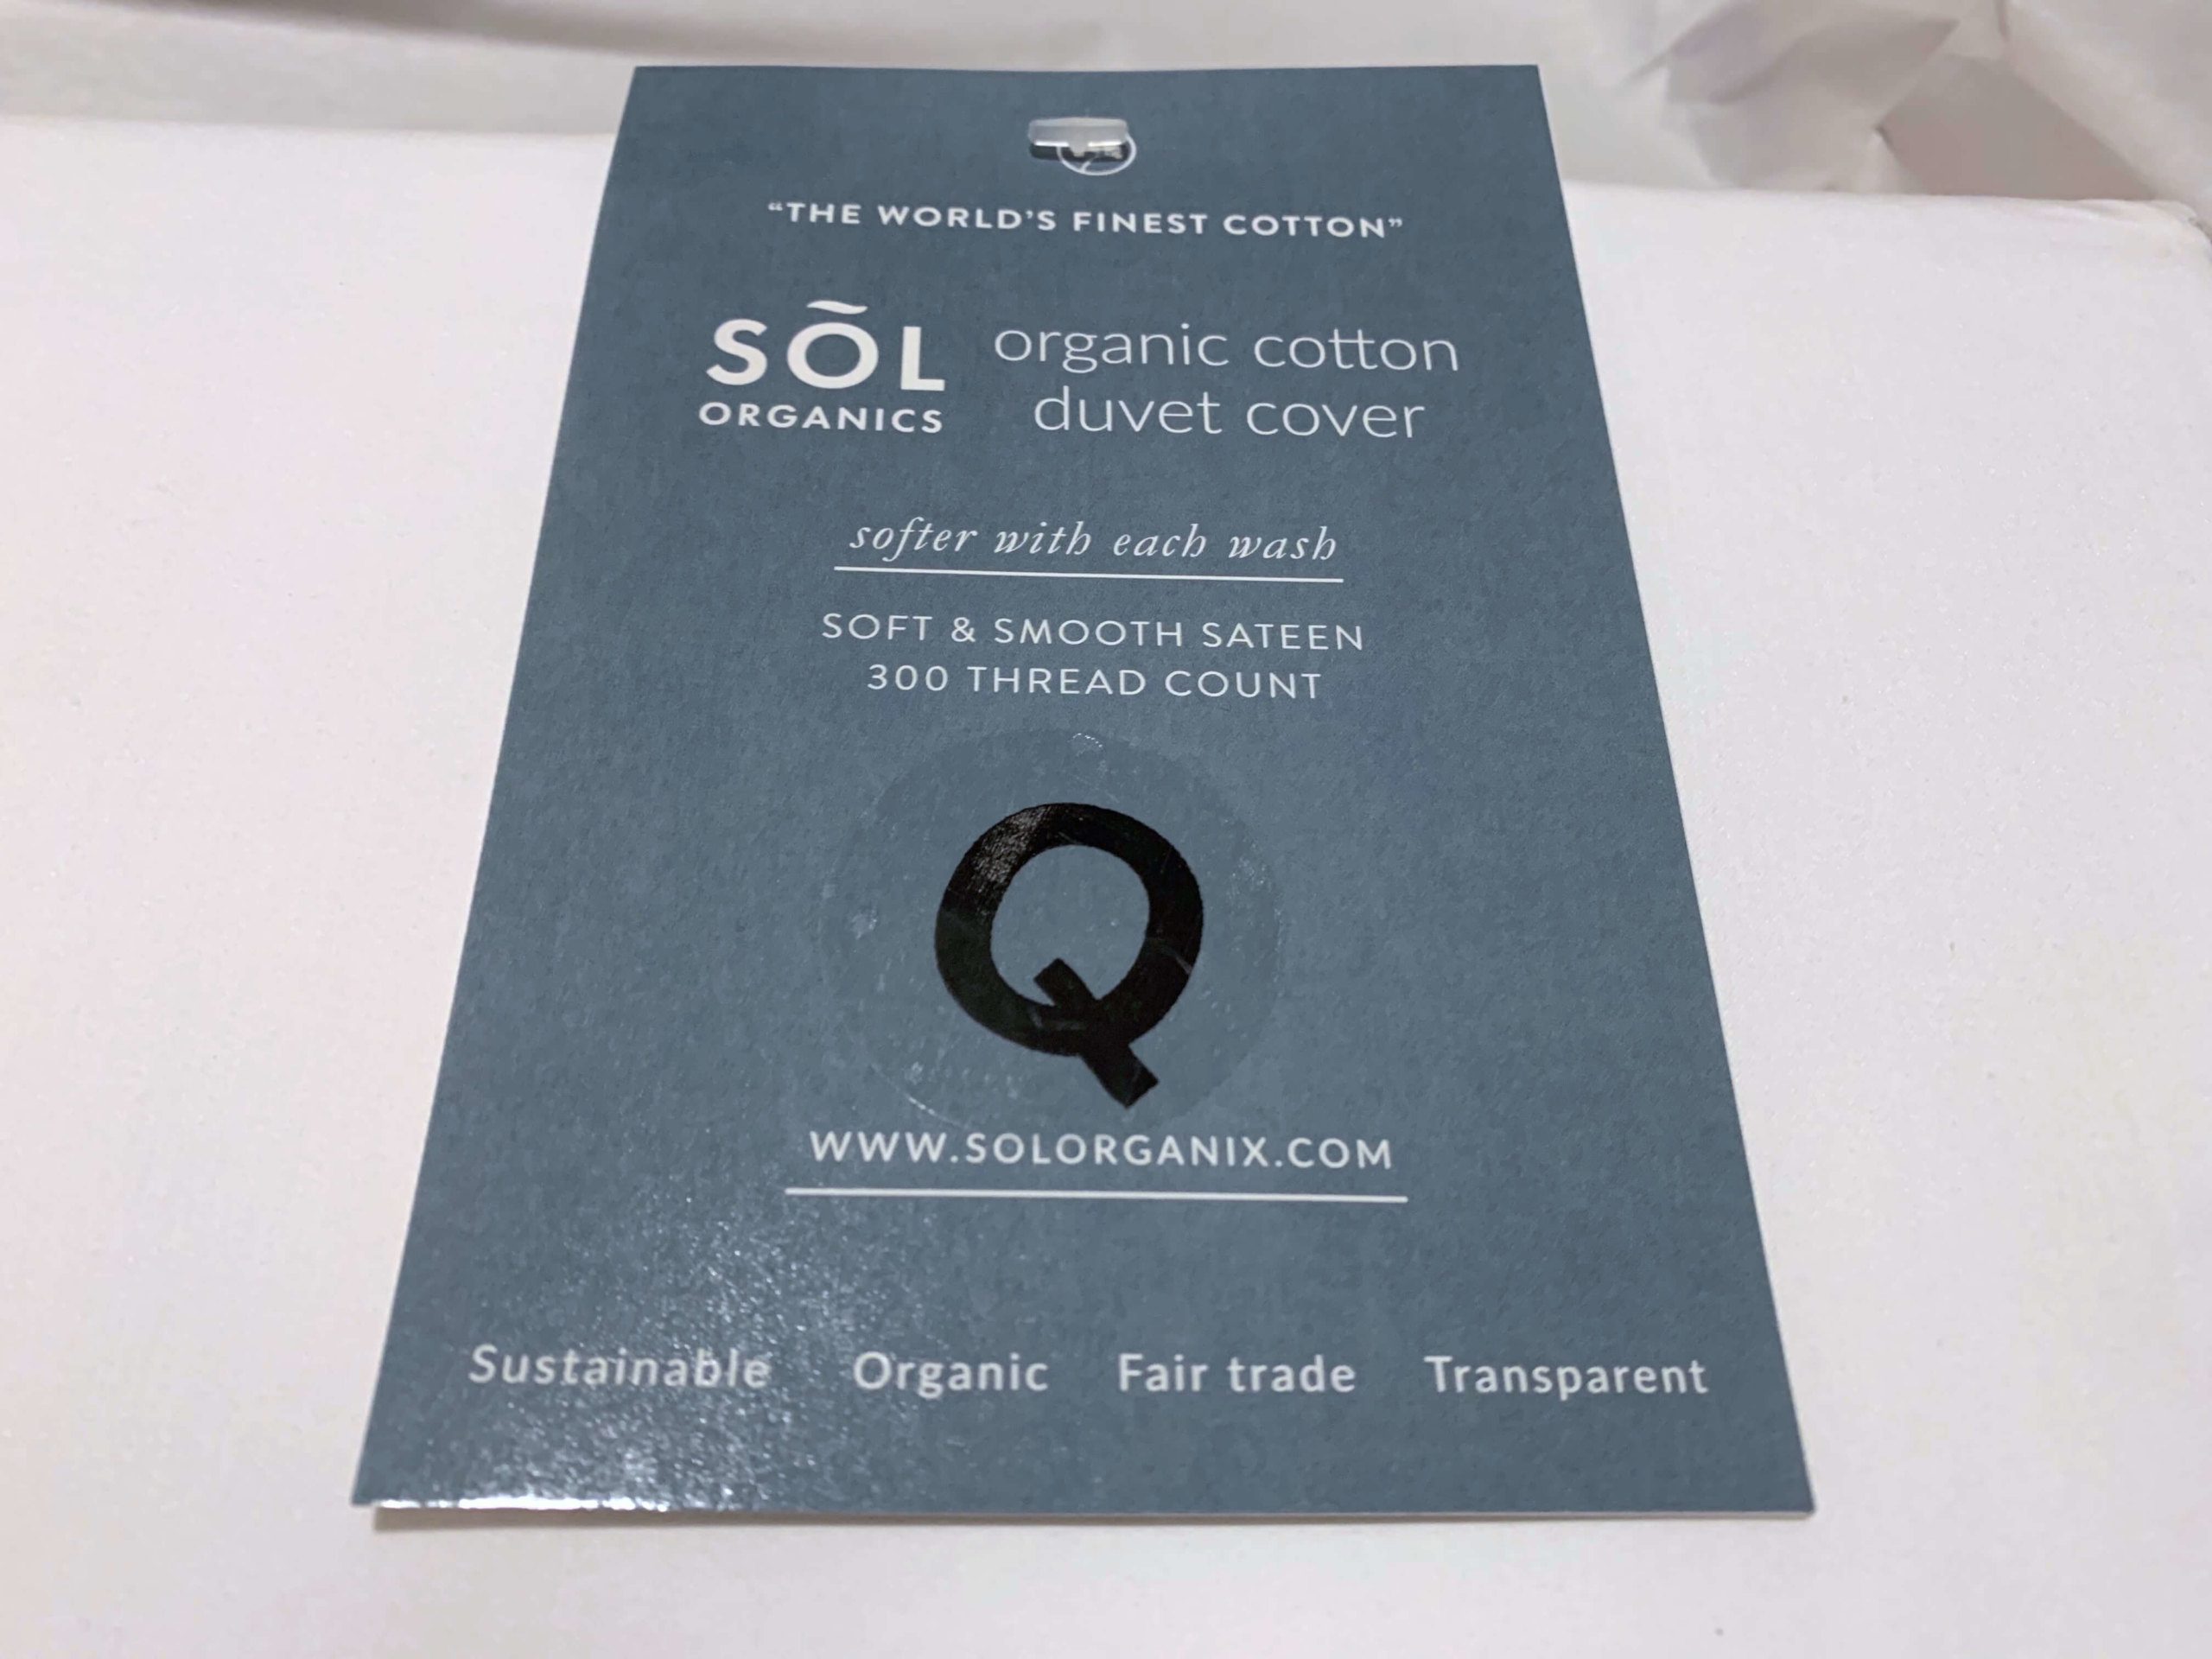 “THE WORLD’S FINEST COTTON”
SÕL
ORGANICS
organic cotton
duvet cover
softer with each wash
SOFT & SMOOTH SATEEN
300 THREAD COUNT
Q
WWW.SOLORGANIX.COM
Sustainable Organic Fair trade Transparent